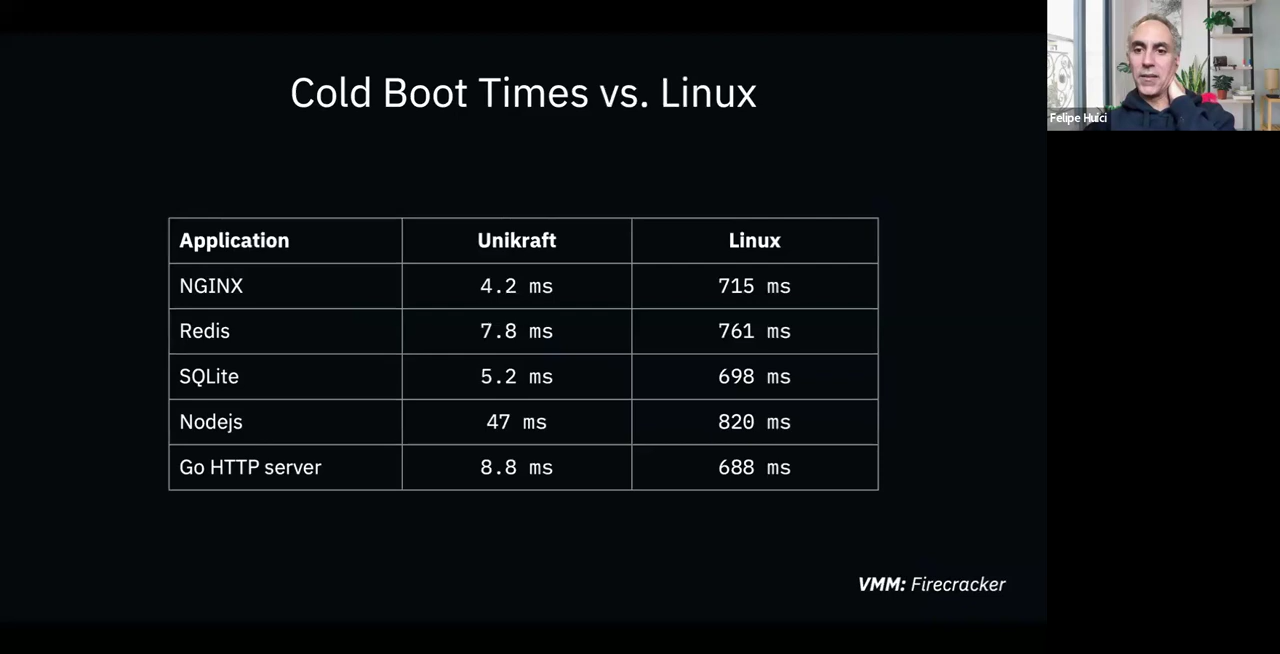 Cold Boot Times vs. Linux
Felipe Huici
Application Unikraft Linux
NGINX 4.2 ms 715 ms
Redis 7.8 ms 761 ms
SQLite 5.2 ms 698 ms
Nodejs 47 ms 820 ms
Go HTTP server 8.8 ms 688 ms
VMM: Firecracker